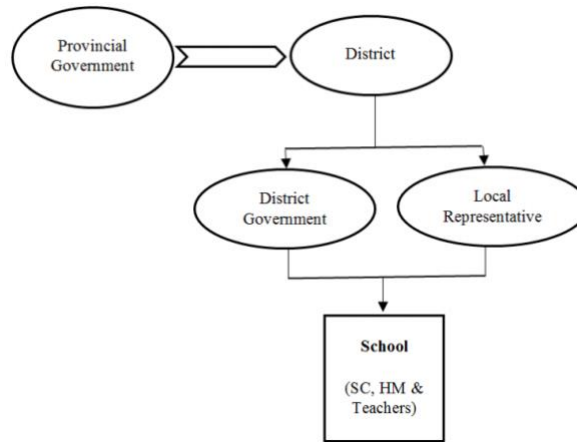 Provincial
Government
District
District
Government
Local
Representative
School
(SC, HM &
Teachers)